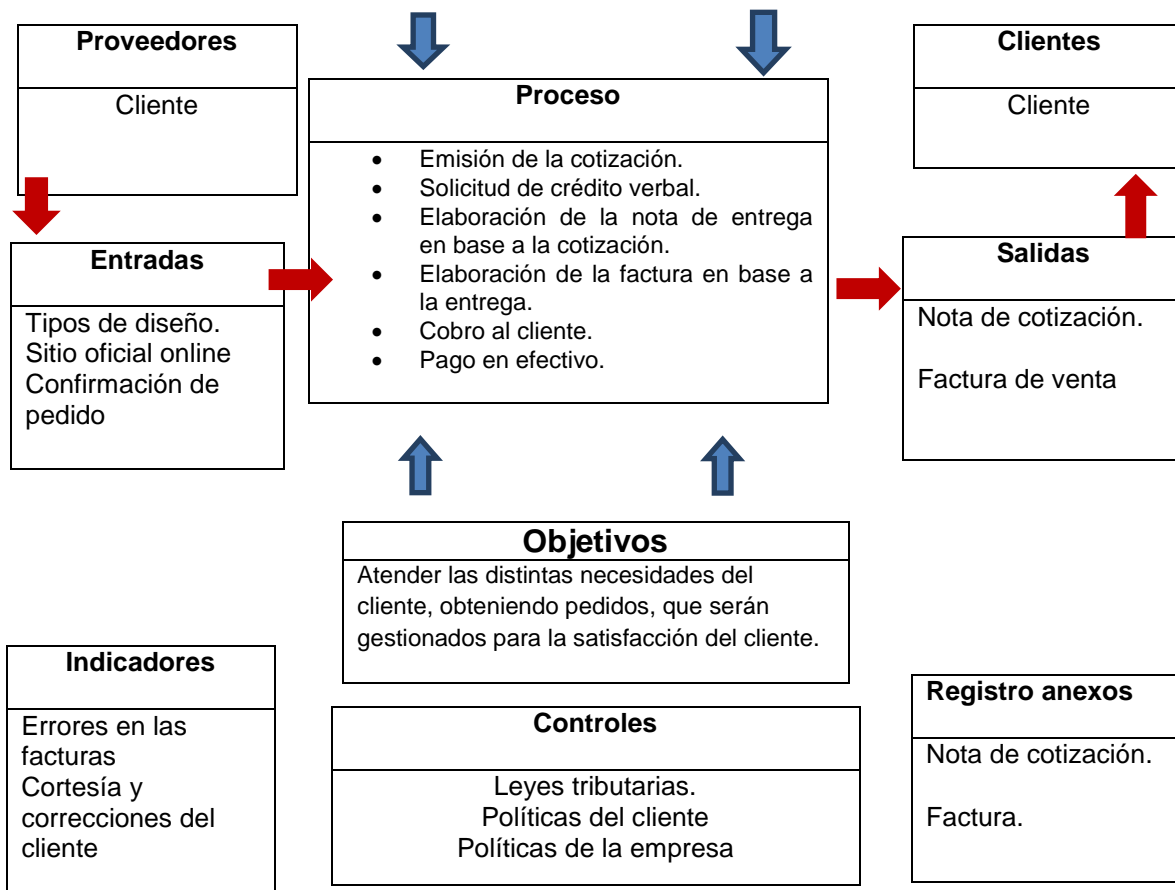 Proveedores
Cliente
Proceso
• Emisión de la cotización.
• Solicitud de crédito verbal.
• Elaboración de la nota de entrega
en base a la cotización.
• Elaboración de la factura en base a
la entrega.
• Cobro al cliente.
• Pago en efectivo.
Clientes
Cliente
Entradas
Tipos de diseño.
Sitio oficial online
Confirmación de
pedido
Salidas
Nota de cotización.
Factura de venta
Objetivos
Atender las distintas necesidades del
cliente, obteniendo pedidos, que serán
gestionados para la satisfacción del cliente.
Indicadores
Errores en las
facturas
Cortesía y
correcciones del
cliente
Controles
Leyes tributarias.
Políticas del cliente
Políticas de la empresa
Registro anexos
Nota de cotización.
Factura.